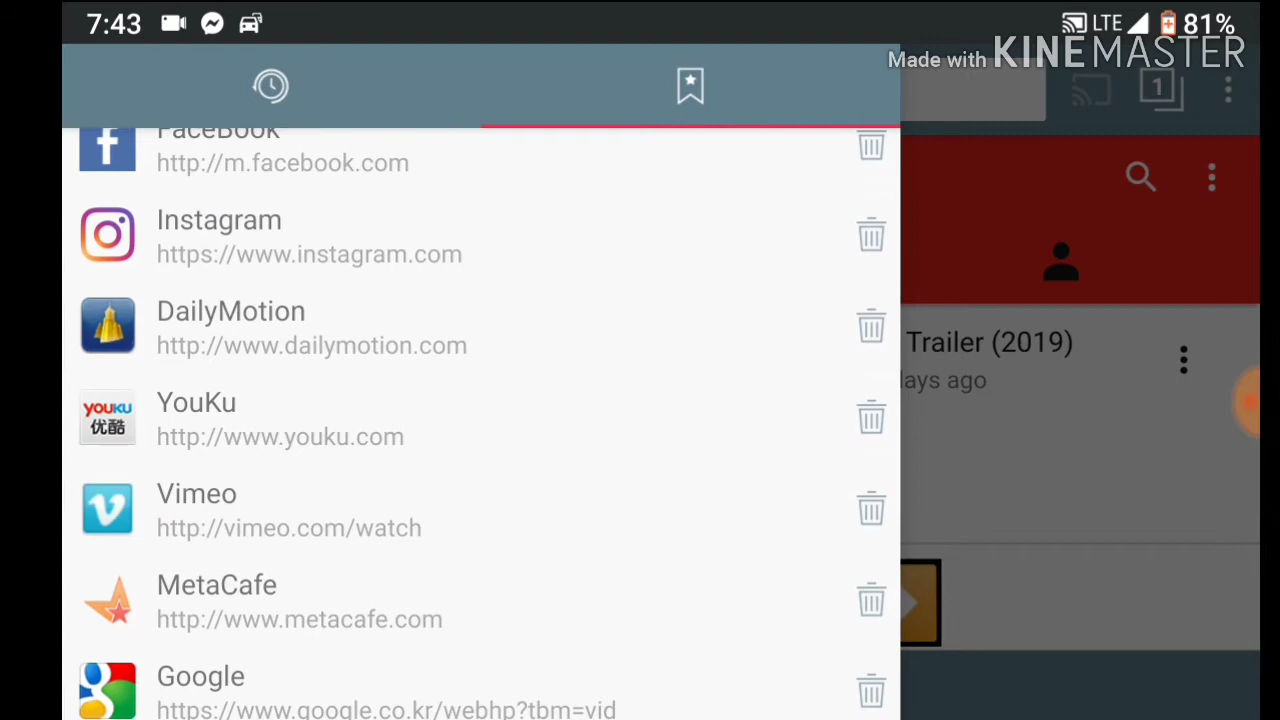 7:43 LTE 81%
Made with KINEMASTER
1
FaceBook
http://m.facebook.com
Instagram
https://www.instagram.com
DailyMotion
http://www.dailymotion.com
Trailer (2019)
days ago
YOUKU
优酷
YouKu
http://www.youku.com
Vimeo
http://vimeo.com/watch
MetaCafe
http://www.metacafe.com
Google
https://www.google.co.kr/webhp?tbm=vid